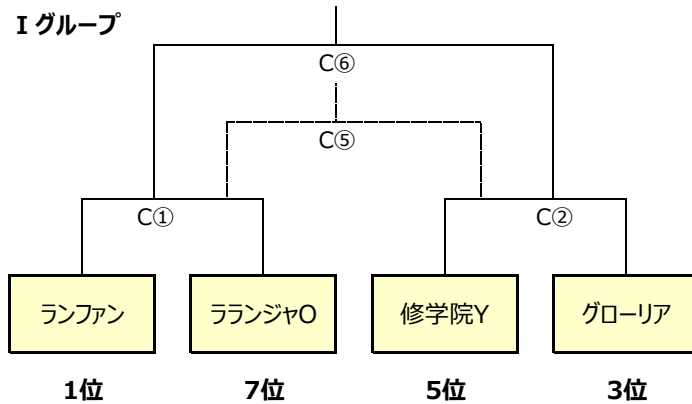 I グループ
C⑥
C⑤
C① C②
ランファン ラランジャO 修学院Y グローリア
1位 7位 5位 3位